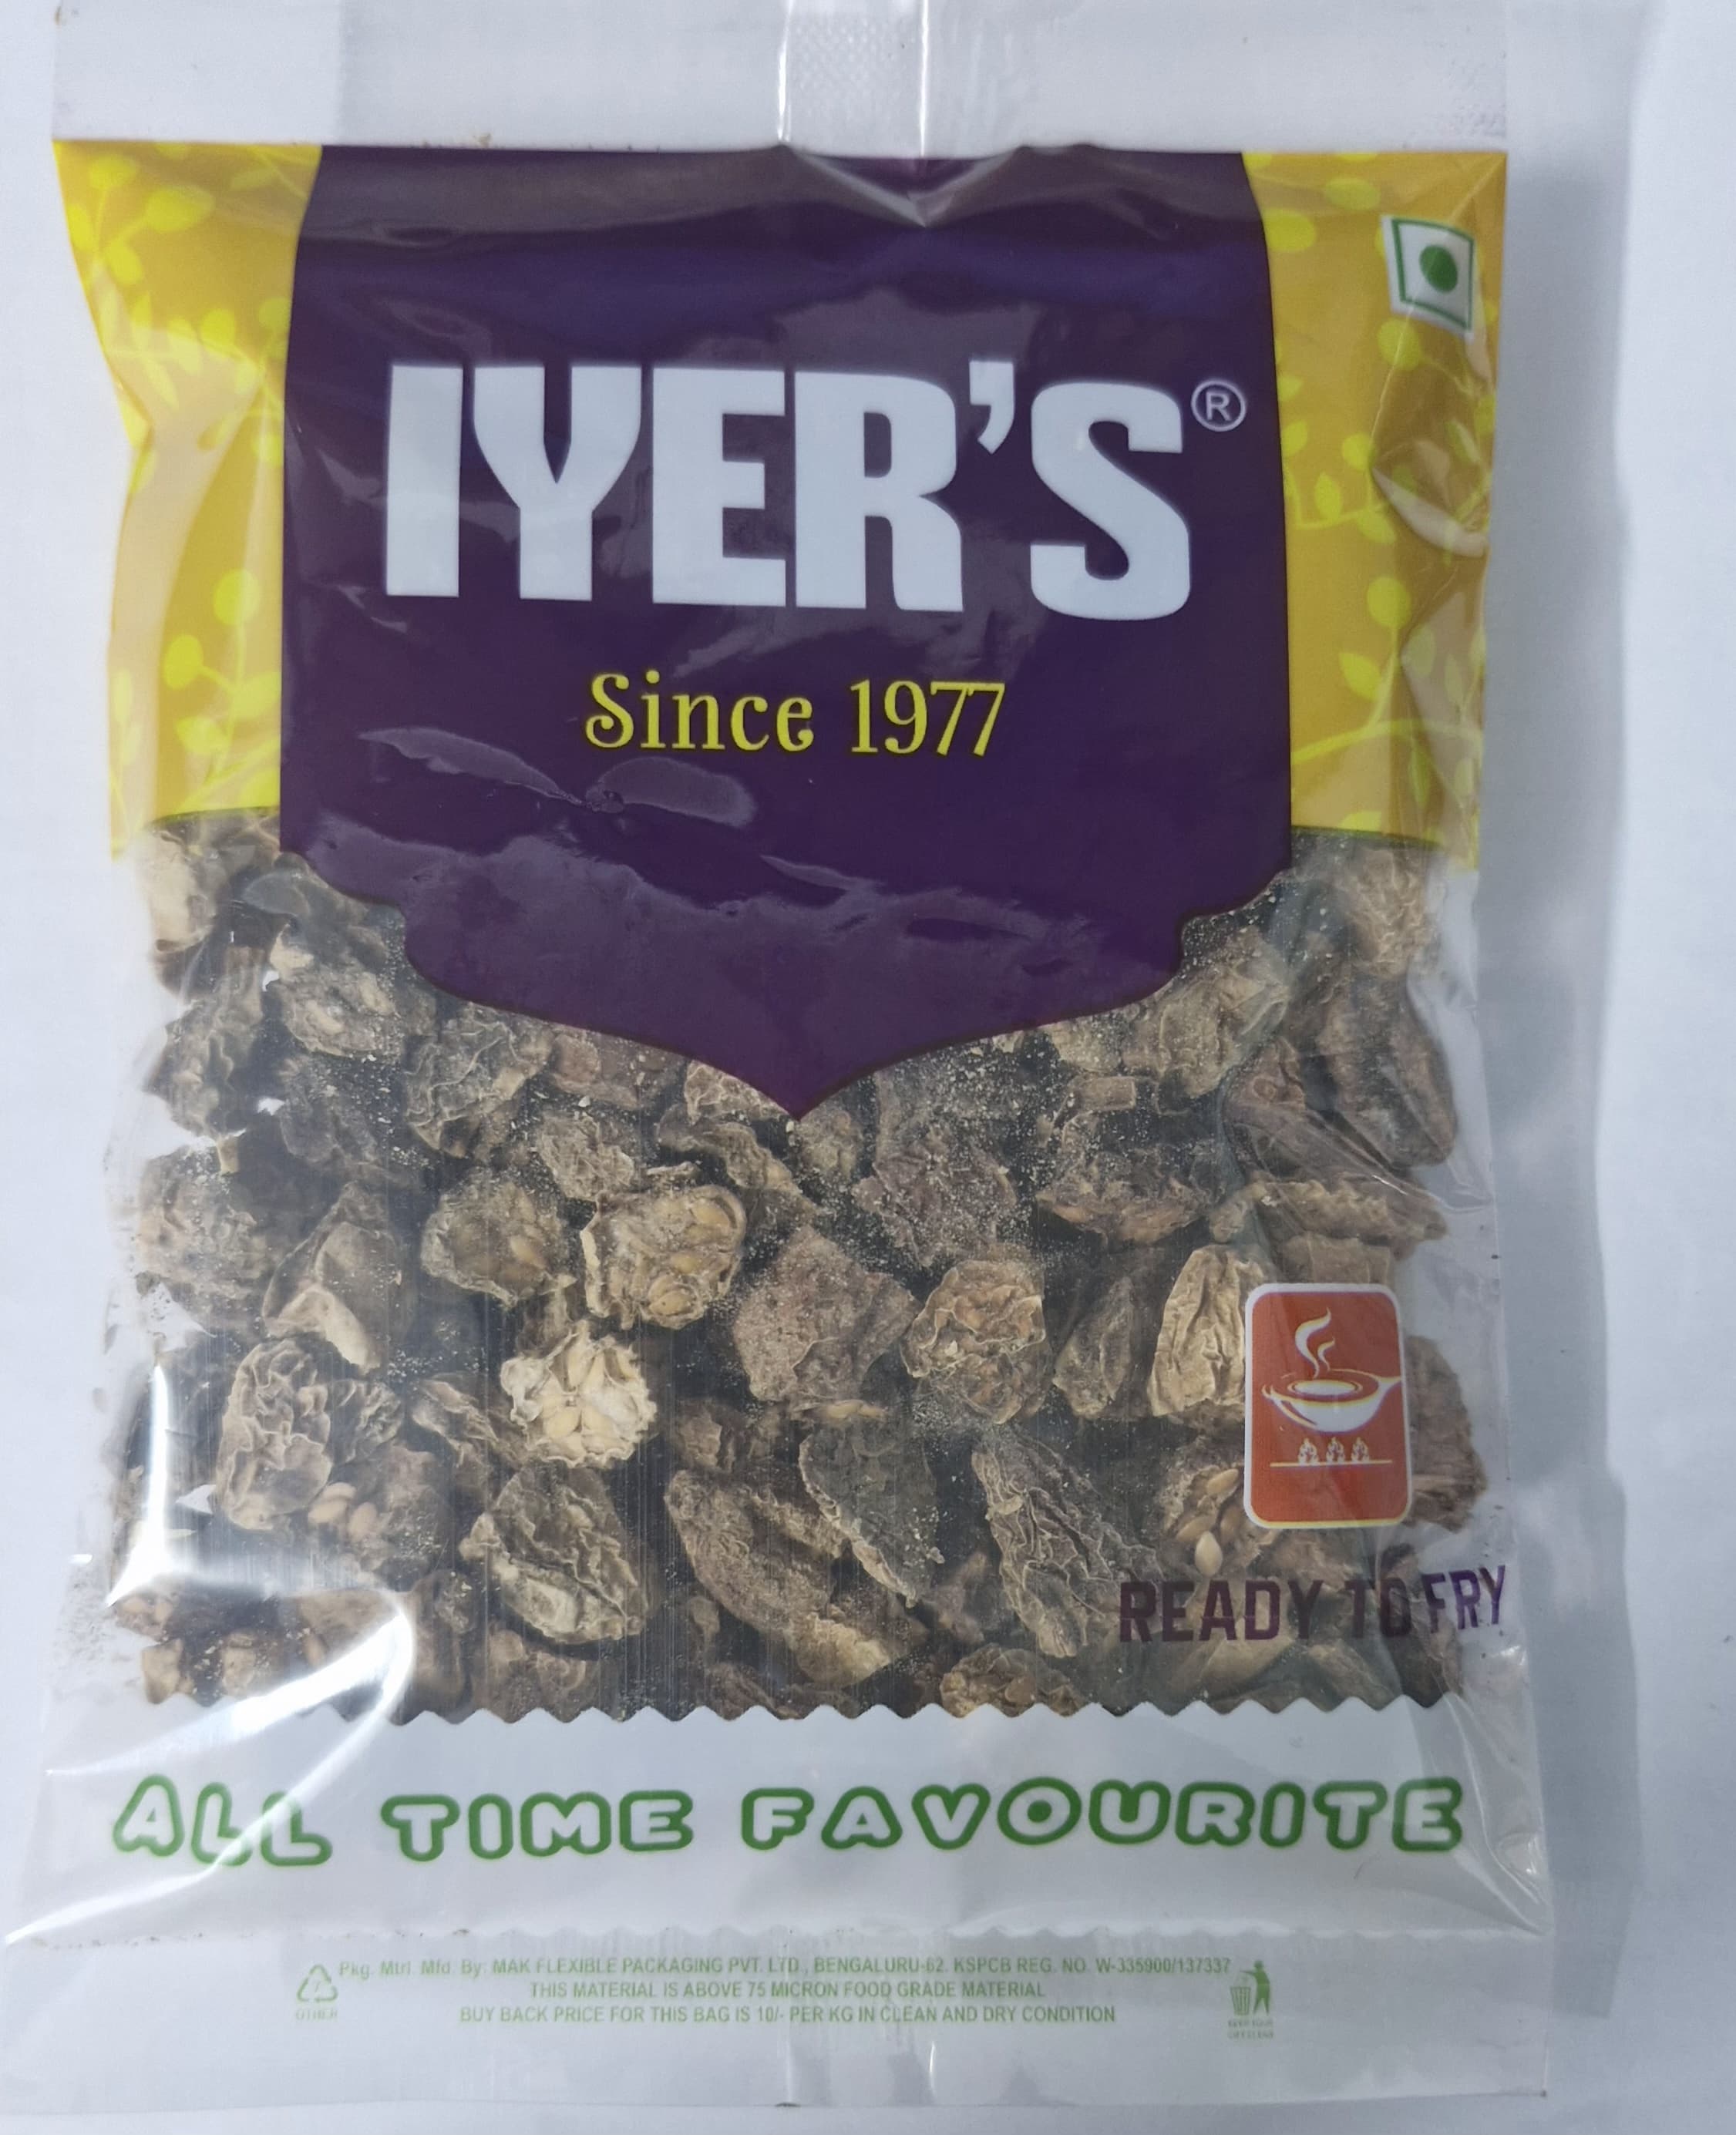 IYER'S®
Since 1977
READY TO FRY
ALL TIME FAVOURITE
Pkg. Mtrl. Mfd. By: MAK FLEXIBLE PACKAGING PVT. LTD., BENGALURU-62. KSPCB REG. NO. W-335900/137337
THIS MATERIAL IS ABOVE 75 MICRON FOOD GRADE MATERIAL
BUY BACK PRICE FOR THIS BAG IS 10/- PER KG IN CLEAN AND DRY CONDITION
7
OTHER